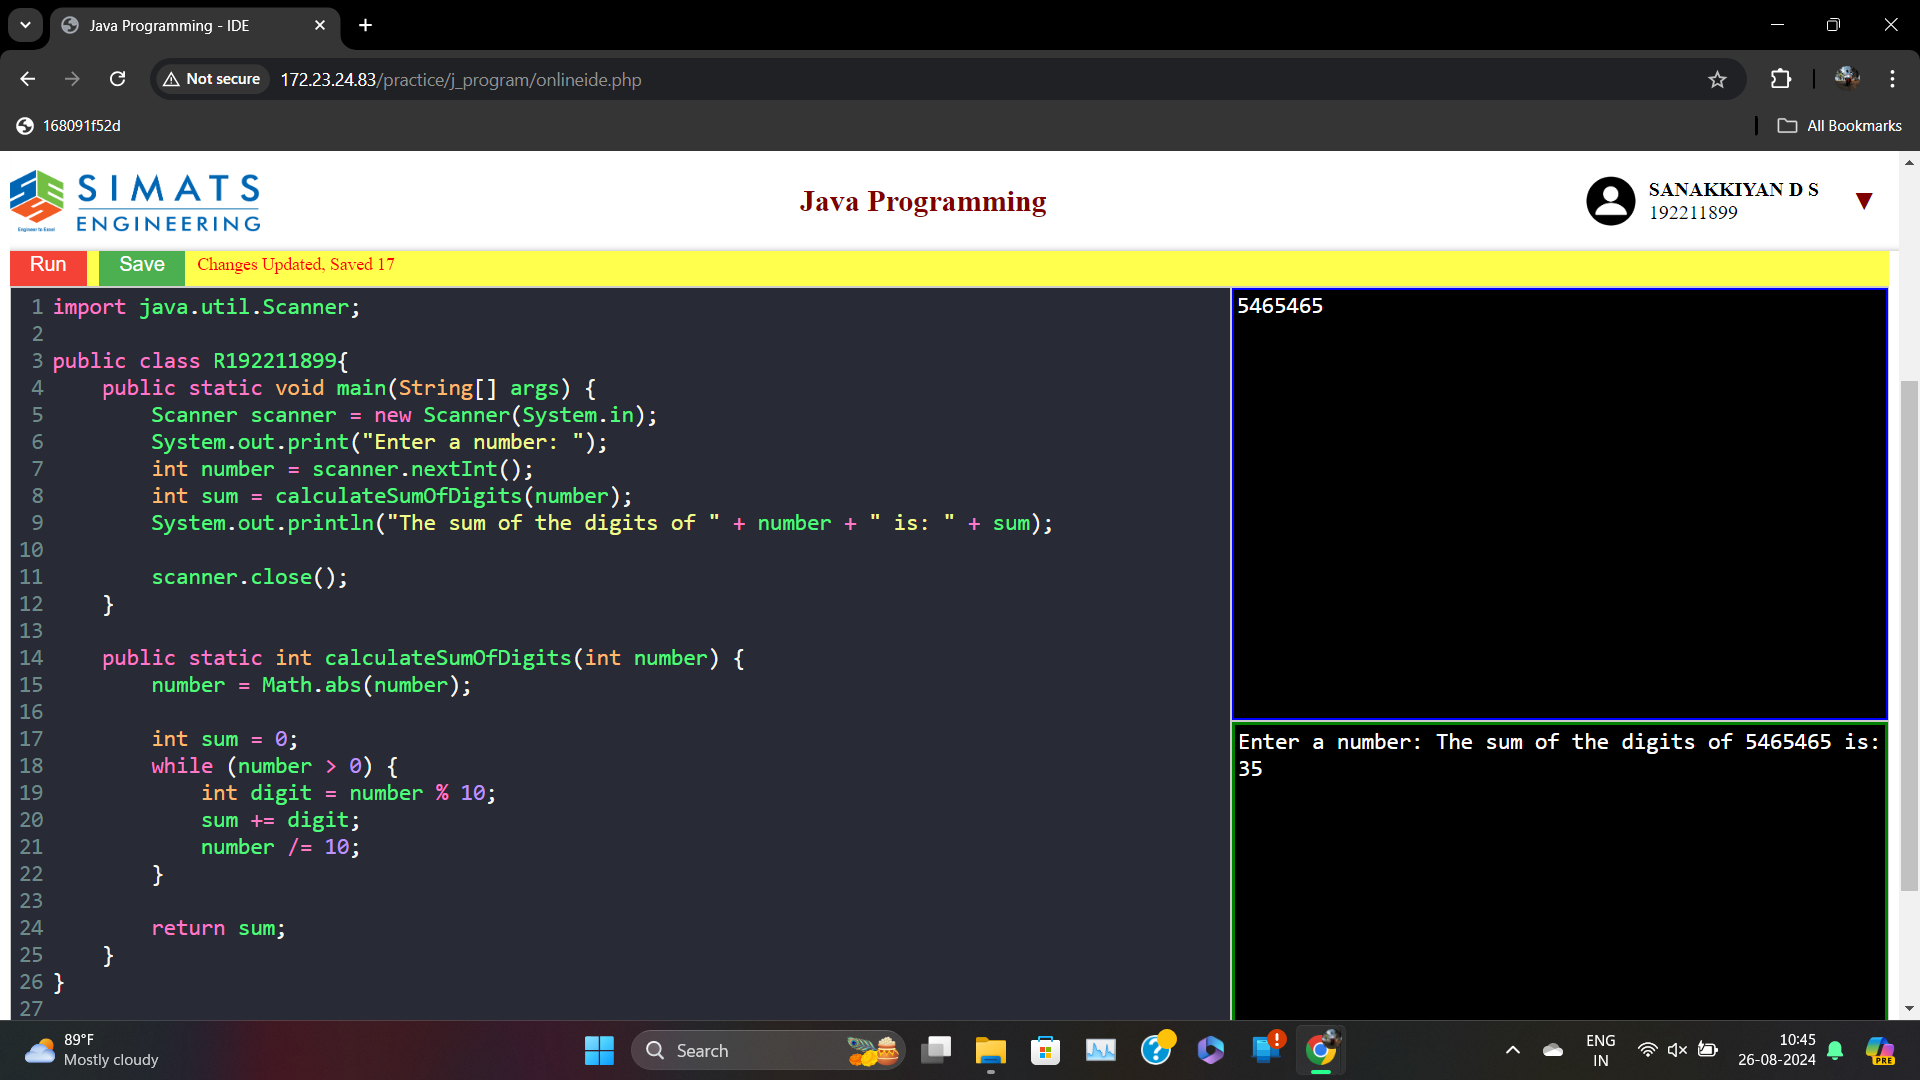 Java Programming - IDE
Not secure 172.23.24.83/practice/j_program/onlineide.php
168091f52d
All Bookmarks
SIMATS
ENGINEERING
Engineer to Excel
Java Programming
SANAKKIYAN D S
192211899
Run Save Changes Updated, Saved 17
1 import java.util.Scanner;
2
3 public class R192211899{
4     public static void main(String[] args) {
5         Scanner scanner = new Scanner(System.in);
6         System.out.print("Enter a number: ");
7         int number = scanner.nextInt();
8         int sum = calculateSumOfDigits(number);
9         System.out.println("The sum of the digits of " + number + " is: " + sum);
10
11         scanner.close();
12     }
13
14     public static int calculateSumOfDigits(int number) {
15         number = Math.abs(number);
16
17         int sum = 0;
18         while (number > 0) {
19             int digit = number % 10;
20             sum += digit;
21             number /= 10;
22         }
23
24         return sum;
25     }
26 }
27
5465465
Enter a number: The sum of the digits of 5465465 is:
35
89°F
Mostly cloudy
Search
PRE
ENG
IN
10:45
26-08-2024